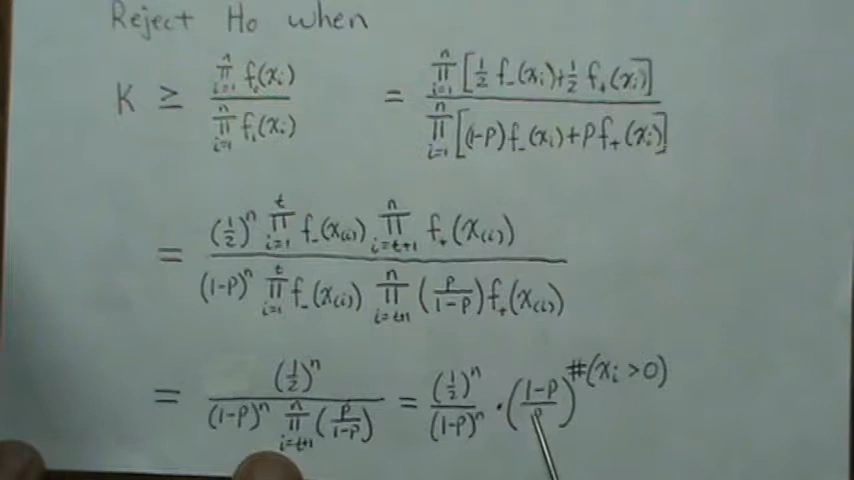 Reject Ho when
K ≥ ∏_{i=1}^{n} f₀(xᵢ) / ∏_{i=1}^{n} f₁(xᵢ) = ∏_{i=1}^{n} [½ f₋(xᵢ) + ½ f₊(xᵢ)] / ∏_{i=1}^{n} [(1-p) f₋(xᵢ) + p f₊(xᵢ)]
= (½)ⁿ ∏_{i=1}^{t} f₋(x₍ᵢ₎) ∏_{i=t+1}^{n} f₊(x₍ᵢ₎) / (1-p)ⁿ ∏_{i=1}^{t} f₋(x₍ᵢ₎) ∏_{i=t+1}^{n} (p/(1-p)) f₊(x₍ᵢ₎)
= (½)ⁿ / (1-p)ⁿ ∏_{i=t+1}^{n} (p/(1-p)) = (½)ⁿ / (1-p)ⁿ · ((1-p)/p)^{#(xᵢ > 0)}